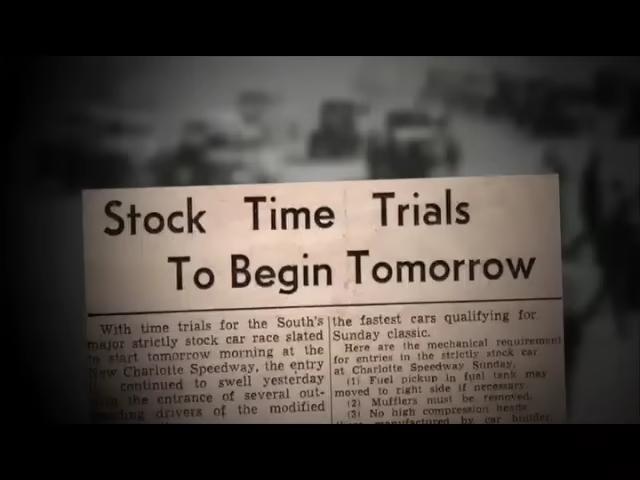 Stock Time Trials
To Begin Tomorrow
With time trials for the South's
major strictly stock car race slated
to start tomorrow morning at the
New Charlotte Speedway, the entry
continued to swell yesterday
the entrance of several out-
drivers of the modified
the fastest cars qualifying for
Sunday classic.
Here are the mechanical requirement
for entries in the strictly stock car
at Charlotte Speedway Sunday.
(1) Fuel pickup in fuel tank may
moved to right side if necessary.
(2) Mufflers must be removed.
(3) No high compression heads
manufactured by car builder.